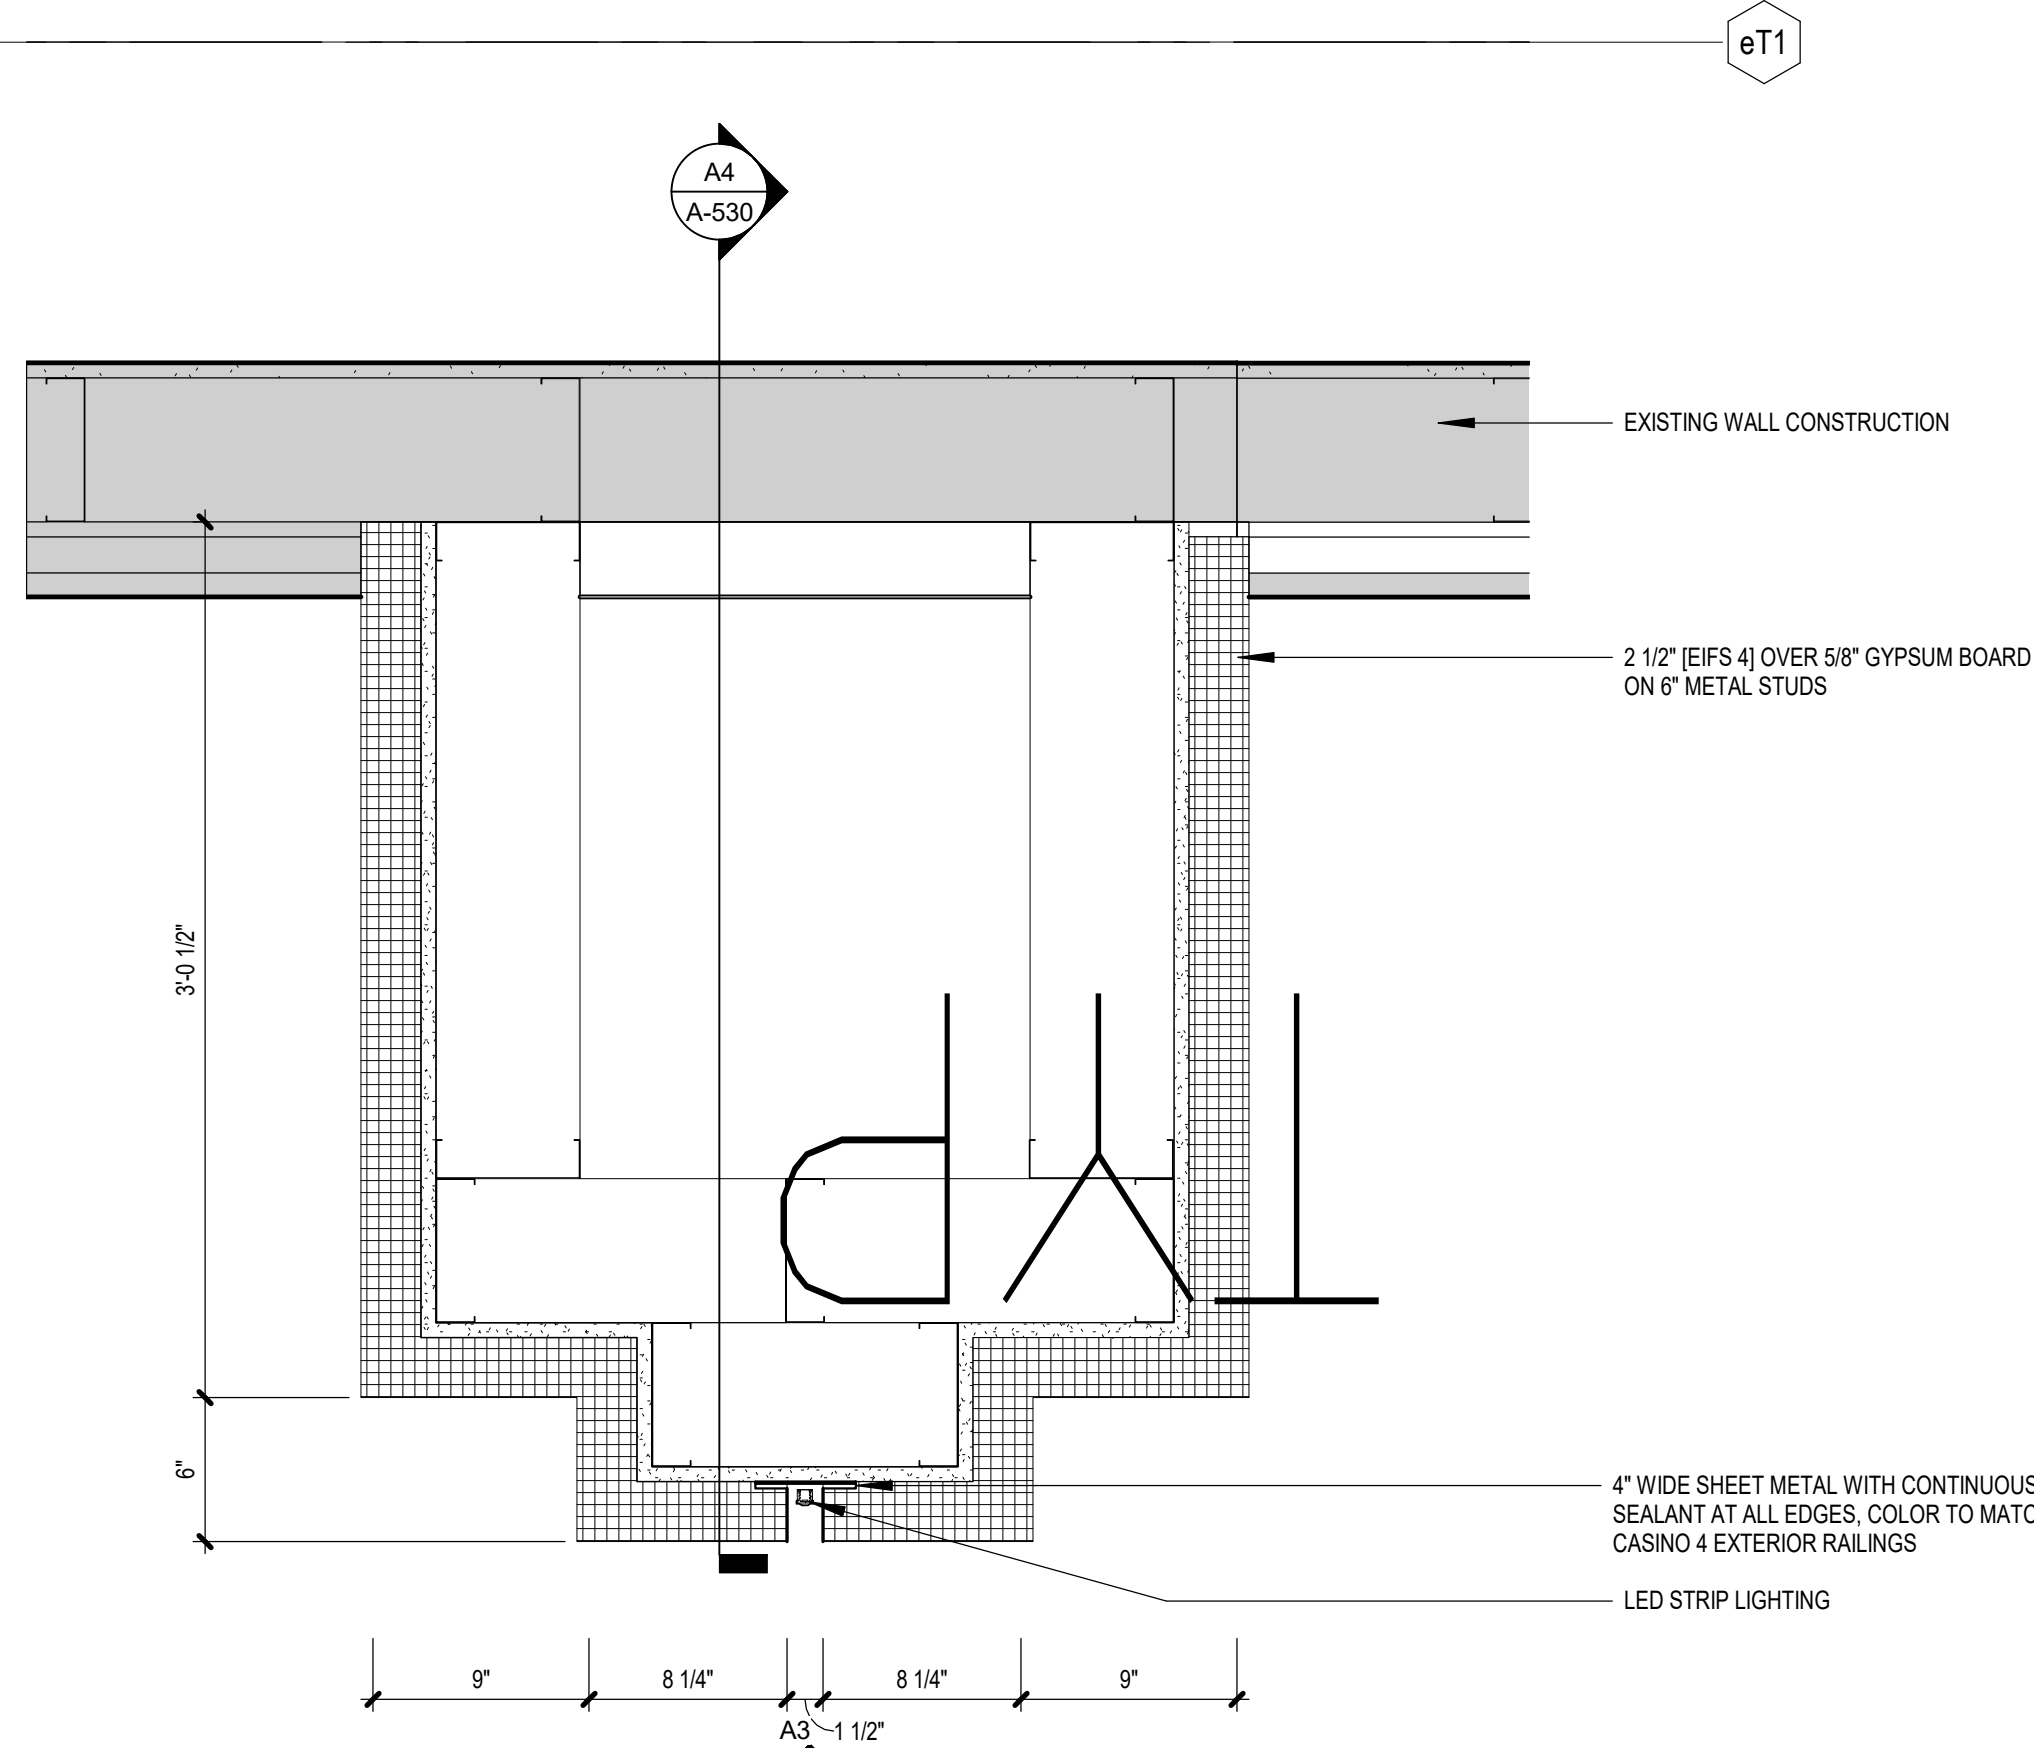 eT1
A4
A-530
EXISTING WALL CONSTRUCTION
2 1/2" [EIFS 4] OVER 5/8" GYPSUM BOARD
ON 6" METAL STUDS
3'-0 1/2"
6"
4" WIDE SHEET METAL WITH CONTINUOUS
SEALANT AT ALL EDGES, COLOR TO MATC
CASINO 4 EXTERIOR RAILINGS
LED STRIP LIGHTING
9"
8 1/4"
8 1/4"
9"
A3
1 1/2"